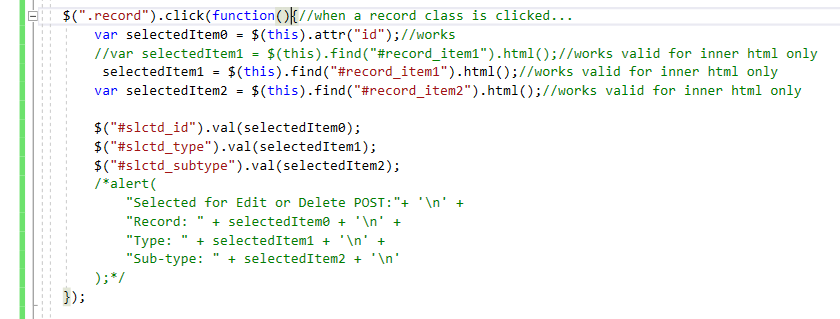 $(".record").click(function(){//when a record class is clicked...
var selectedItem0 = $(this).attr("id");//works
//var selectedItem1 = $(this).find("#record_item1").html();//works valid for inner html only
selectedItem1 = $(this).find("#record_item1").html();//works valid for inner html only
var selectedItem2 = $(this).find("#record_item2").html();//works valid for inner html only
$("#slctd_id").val(selectedItem0);
$("#slctd_type").val(selectedItem1);
$("#slctd_subtype").val(selectedItem2);
/*alert(
"Selected for Edit or Delete POST:"+ '\n' +
"Record: " + selectedItem0 + '\n' +
"Type: " + selectedItem1 + '\n' +
"Sub-type: " + selectedItem2 + '\n'
);*/
});